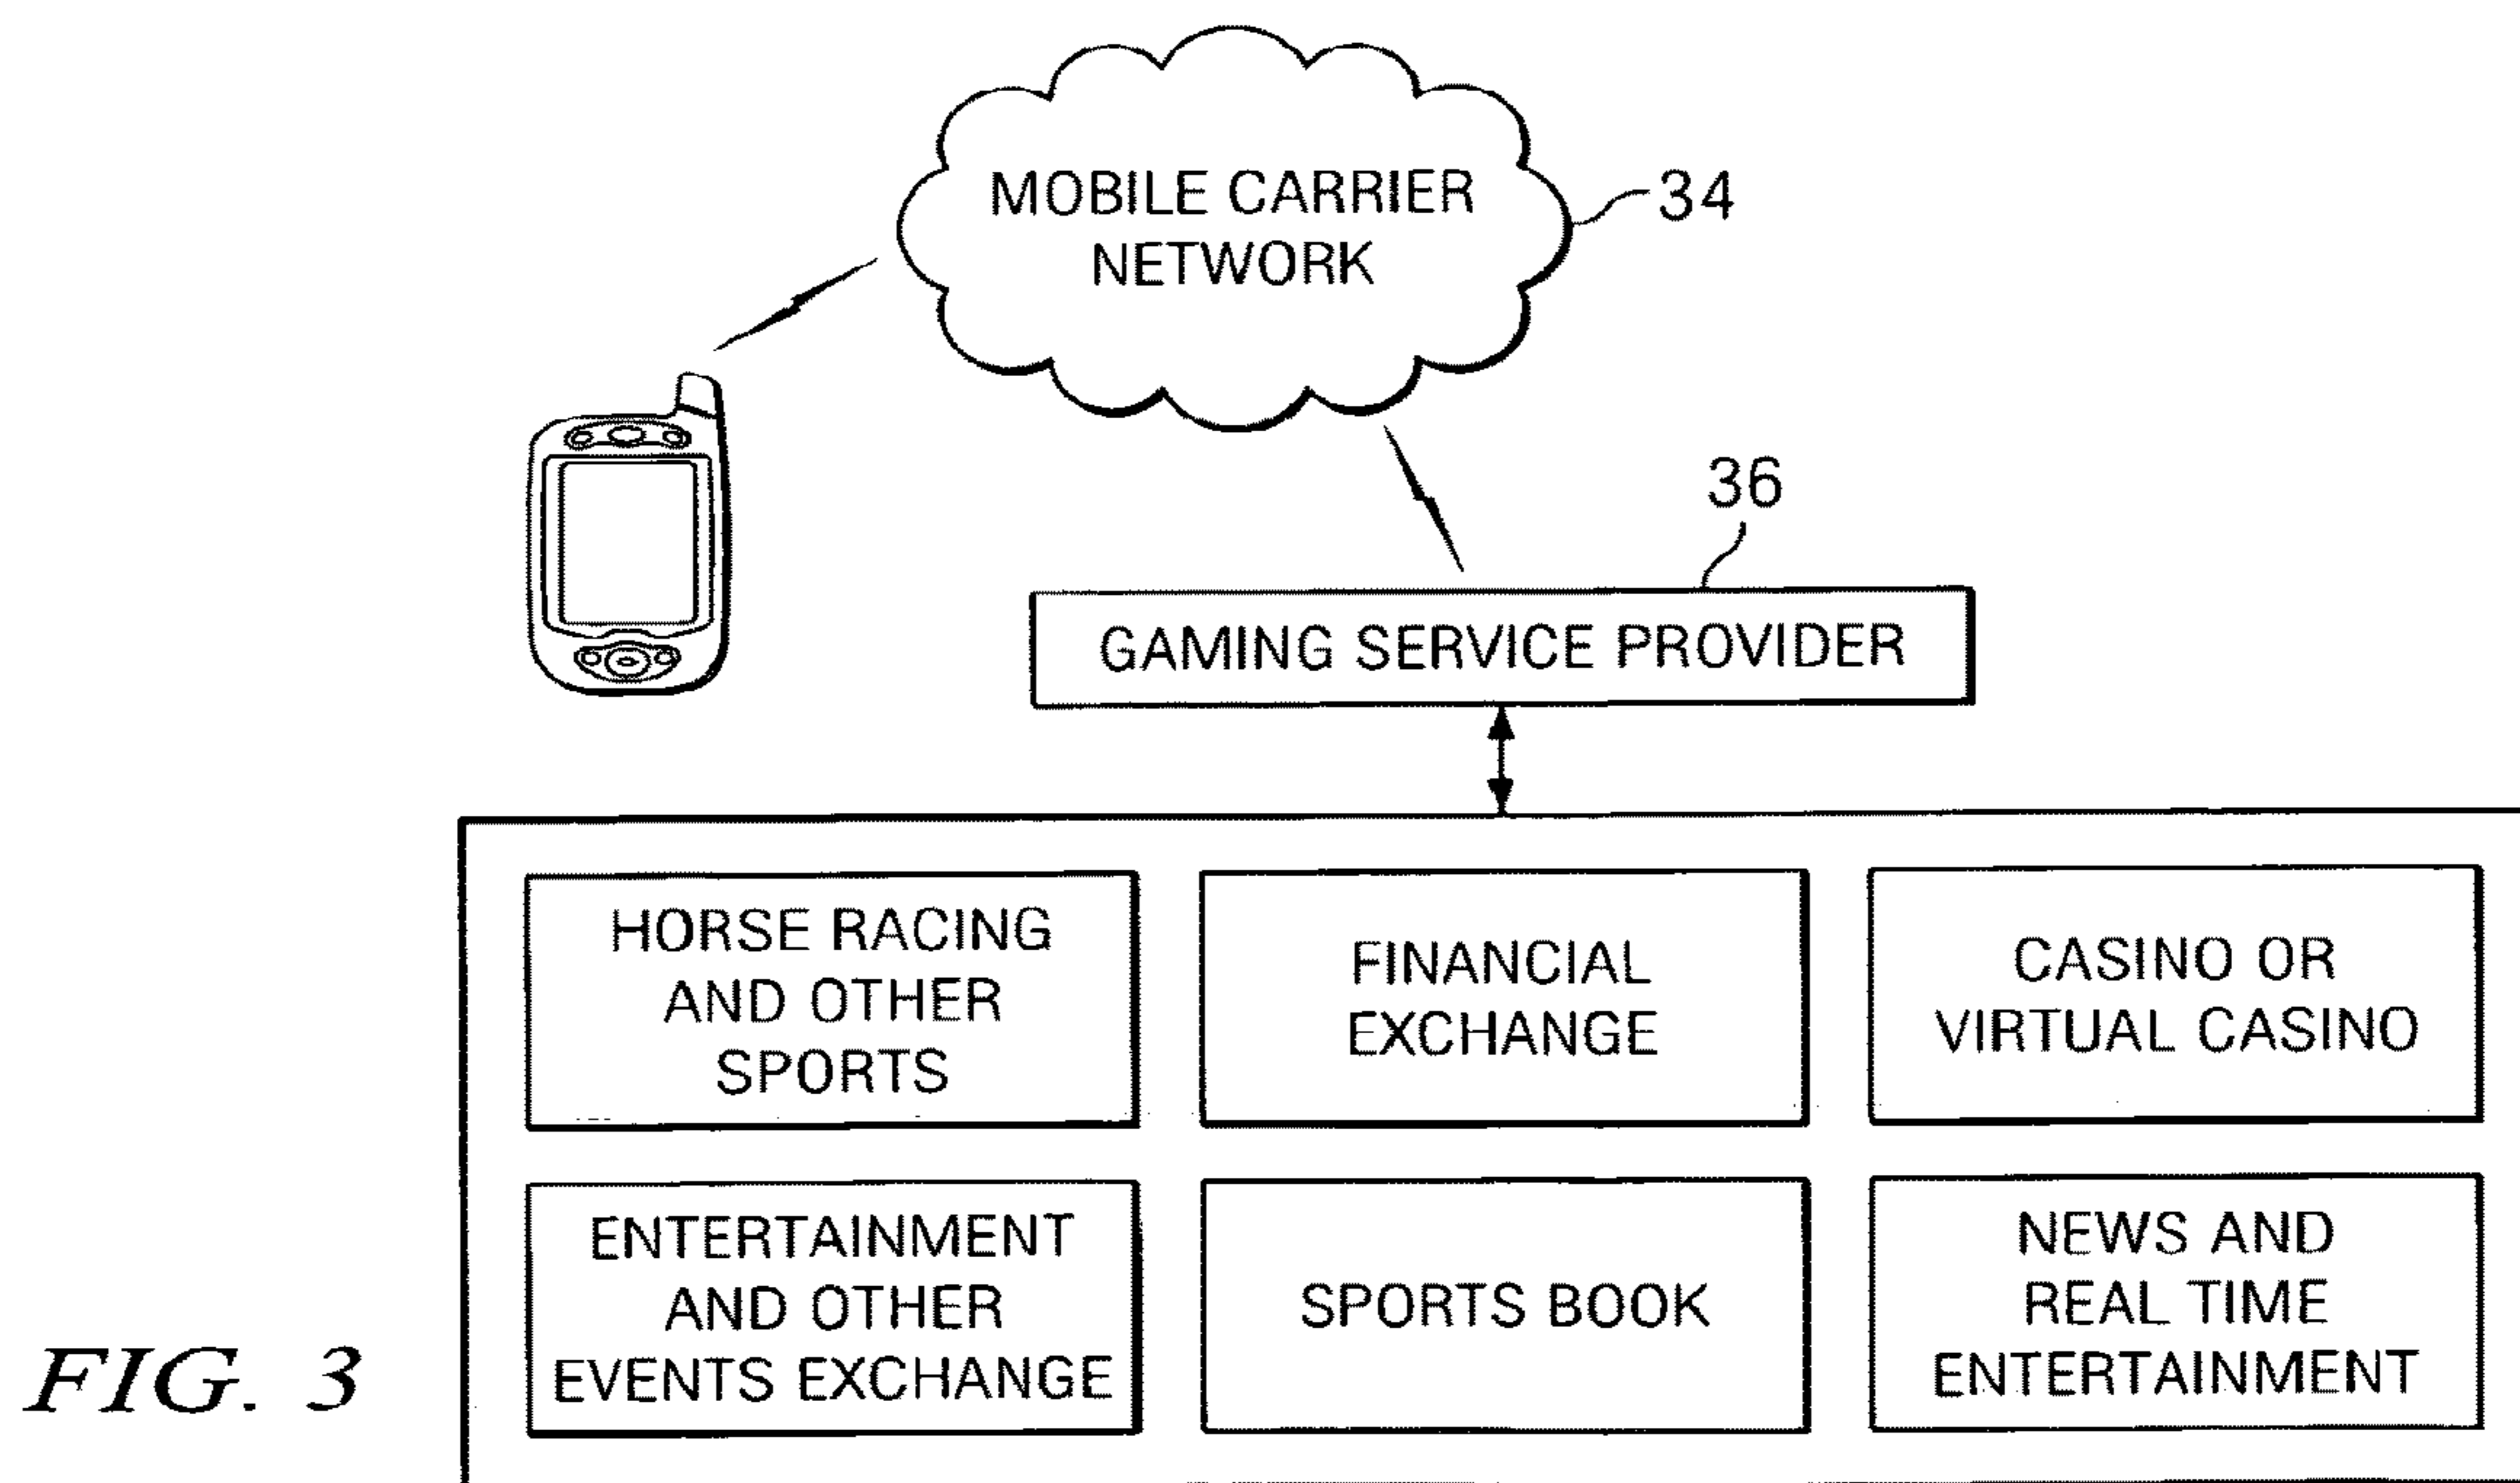 MOBILE CARRIER
NETWORK
34
36
GAMING SERVICE PROVIDER
HORSE RACING
AND OTHER
SPORTS
FINANCIAL
EXCHANGE
CASINO OR
VIRTUAL CASINO
ENTERTAINMENT
AND OTHER
EVENTS EXCHANGE
SPORTS BOOK
NEWS AND
REAL TIME
ENTERTAINMENT
FIG. 3